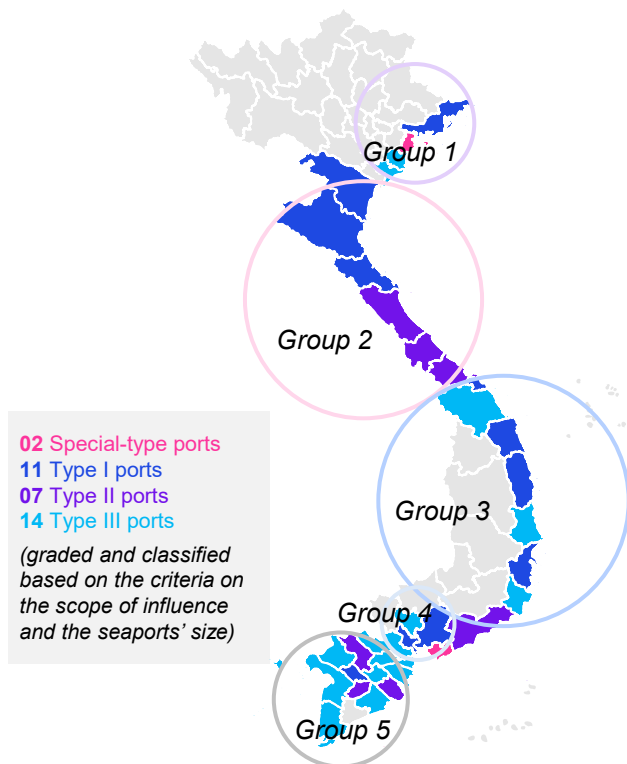 Group 1
Group 2
02 Special-type ports
11 Type I ports
07 Type II ports
14 Type III ports
(graded and classified
based on the criteria on
the scope of influence
and the seaports' size)
Group 3
Group 4
Group 5